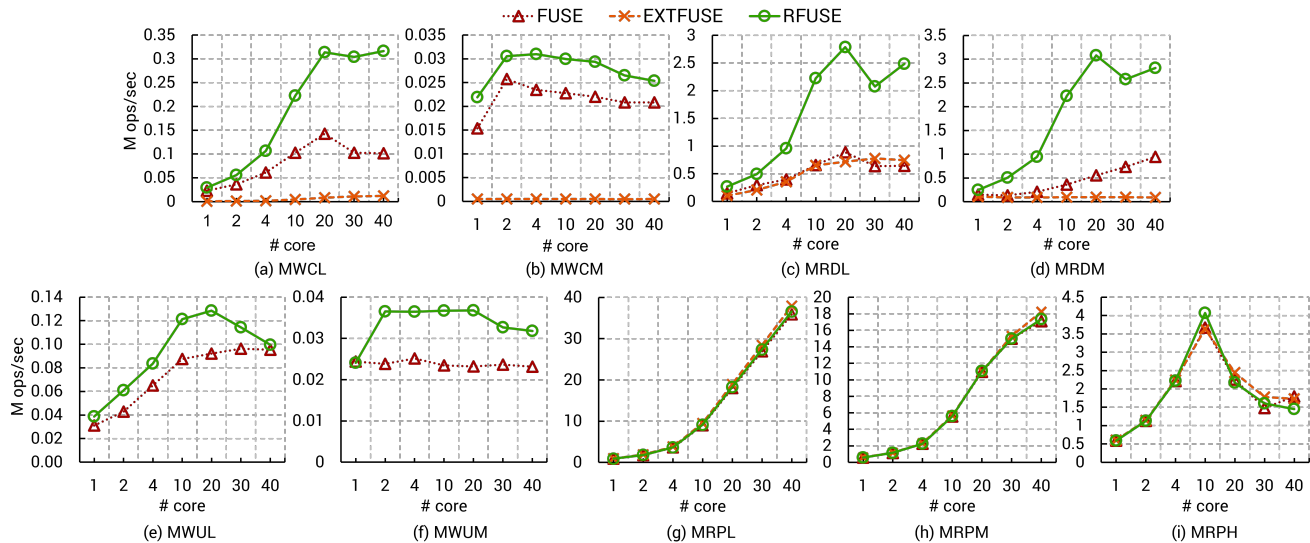 FUSE EXTFUSE RFUSE
M ops/sec
0.35
0.3
0.25
0.2
0.15
0.1
0.05
0
1 2 4 10 20 30 40
# core
(a) MWCL
0.035
0.03
0.025
0.02
0.015
0.01
0.005
0
1 2 4 10 20 30 40
# core
(b) MWCM
3
2.5
2
1.5
1
0.5
0
1 2 4 10 20 30 40
# core
(c) MRDL
3.5
3
2.5
2
1.5
1
0.5
0
1 2 4 10 20 30 40
# core
(d) MRDM
M ops/sec
0.14
0.12
0.10
0.08
0.06
0.04
0.02
0.00
1 2 4 10 20 30 40
# core
(e) MWUL
0.04
0.03
0.02
0.01
0
1 2 4 10 20 30 40
# core
(f) MWUM
40
30
20
10
0
1 2 4 10 20 30 40
# core
(g) MRPL
20
18
16
14
12
10
8
6
4
2
0
1 2 4 10 20 30 40
# core
(h) MRPM
4.5
4
3.5
3
2.5
2
1.5
1
0.5
0
1 2 4 10 20 30 40
# core
(i) MRPH